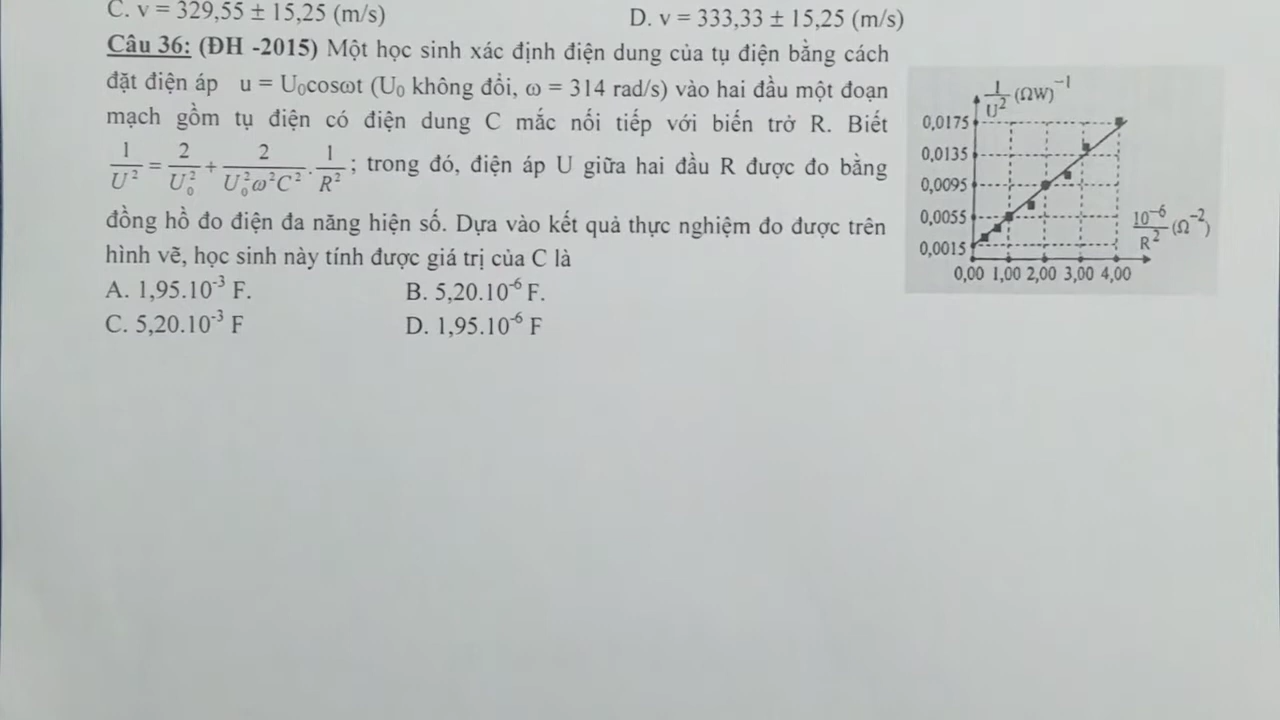 C. v = 329,55 ± 15,25 (m/s) D. v = 333,33 ± 15,25 (m/s)
Câu 36: (ĐH -2015) Một học sinh xác định điện dung của tụ điện bằng cách
đặt điện áp u = U₀cosωt (U₀ không đổi, ω = 314 rad/s) vào hai đầu một đoạn
mạch gồm tụ điện có điện dung C mắc nối tiếp với biến trở R. Biết
1/U² = 2/U₀² + 2/U₀²ω²C² . 1/R² ; trong đó, điện áp U giữa hai đầu R được đo bằng
đồng hồ đo điện đa năng hiện số. Dựa vào kết quả thực nghiệm đo được trên
hình vẽ, học sinh này tính được giá trị của C là
A. 1,95.10⁻³ F. B. 5,20.10⁻⁶ F.
C. 5,20.10⁻³ F D. 1,95.10⁻⁶ F
1/U² (ΩW)⁻¹
0,0175
0,0135
0,0095
0,0055
0,0015
10⁻⁶/R² (Ω⁻²)
0,00 1,00 2,00 3,00 4,00